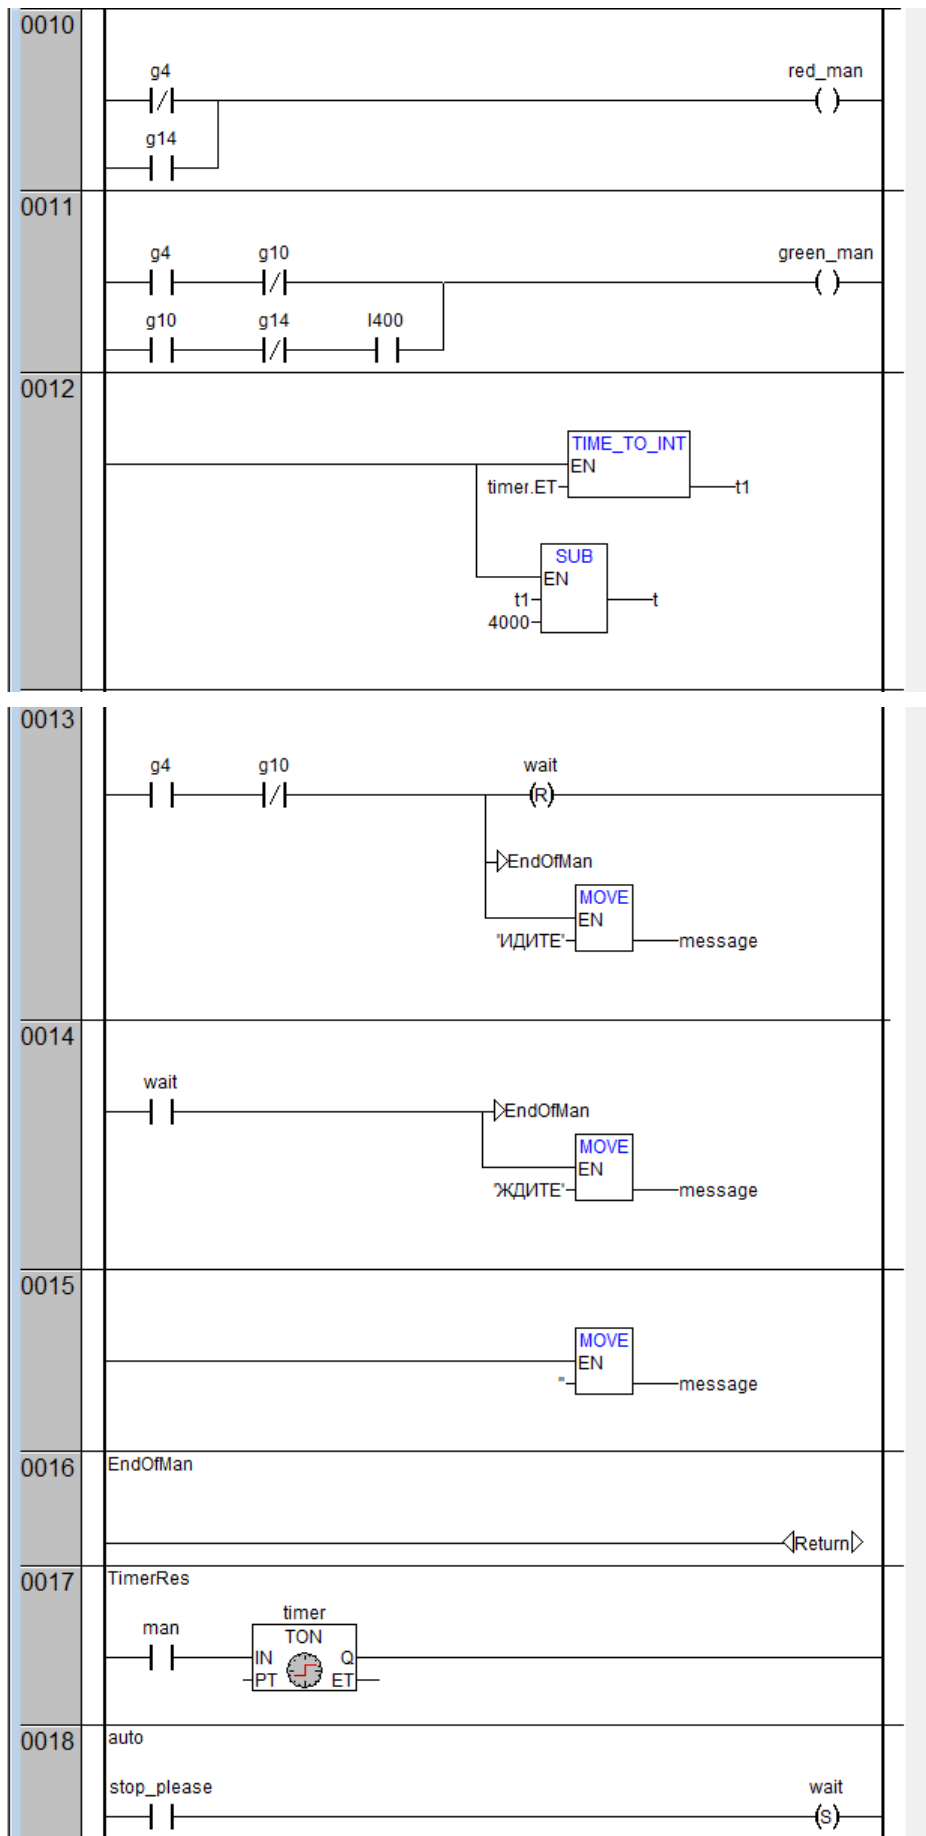 0010
g4
red_man
g14
0011
g4 g10 green_man
g10 g14 l400
0012
TIME_TO_INT
EN
timer.ET t1
SUB
EN
t1 t
4000
0013
g4 g10 wait
(R)
EndOfMan
MOVE
EN
'ИДИТЕ' message
0014
wait
EndOfMan
MOVE
EN
'ЖДИТЕ' message
0015
MOVE
EN
'' message
0016 EndOfMan
Return
0017 TimerRes
man timer
TON
IN Q
PT ET
0018 auto
stop_please wait
(S)